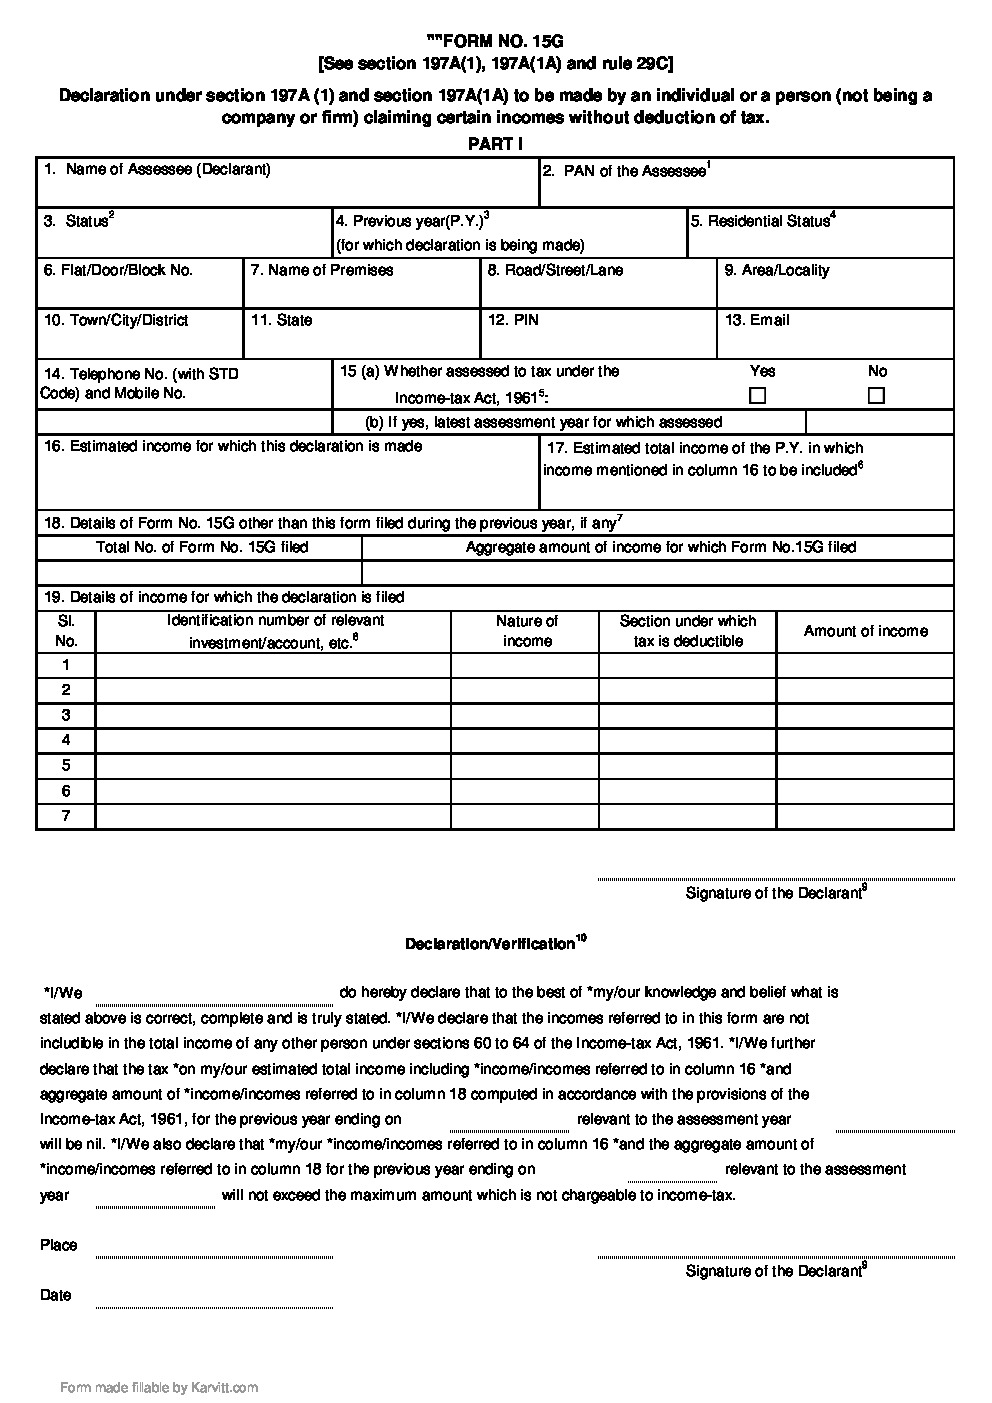 ""FORM NO. 15G
[See section 197A(1), 197A(1A) and rule 29C]
Declaration under section 197A (1) and section 197A(1A) to be made by an individual or a person (not being a
company or firm) claiming certain incomes without deduction of tax.
PART I
1. Name of Assessee (Declarant)
2. PAN of the Assessee1
3. Status2
4. Previous year(P.Y.)3
(for which declaration is being made)
5. Residential Status4
6. Flat/Door/Block No.
7. Name of Premises
8. Road/Street/Lane
9. Area/Locality
10. Town/City/District
11. State
12. PIN
13. Email
14. Telephone No. (with STD
Code) and Mobile No.
15 (a) Whether assessed to tax under the
Income-tax Act, 19615:
Yes
No
(b) If yes, latest assessment year for which assessed
16. Estimated income for which this declaration is made
17. Estimated total income of the P.Y. in which
income mentioned in column 16 to be included6
18. Details of Form No. 15G other than this form filed during the previous year, if any7
Total No. of Form No. 15G filed
Aggregate amount of income for which Form No.15G filed
19. Details of income for which the declaration is filed
Sl.
No.
Identification number of relevant
investment/account, etc.8
Nature of
income
Section under which
tax is deductible
Amount of income
1
2
3
4
5
6
7
Signature of the Declarant9
Declaration/Verification10
*I/We do hereby declare that to the best of *my/our knowledge and belief what is
stated above is correct, complete and is truly stated. *I/We declare that the incomes referred to in this form are not
includible in the total income of any other person under sections 60 to 64 of the Income-tax Act, 1961. *I/We further
declare that the tax *on my/our estimated total income including *income/incomes referred to in column 16 *and
aggregate amount of *income/incomes referred to in column 18 computed in accordance with the provisions of the
Income-tax Act, 1961, for the previous year ending on relevant to the assessment year
will be nil. *I/We also declare that *my/our *income/incomes referred to in column 16 *and the aggregate amount of
*income/incomes referred to in column 18 for the previous year ending on relevant to the assessment
year will not exceed the maximum amount which is not chargeable to income-tax.
Place
Signature of the Declarant9
Date
Form made fillable by Karvitt.com